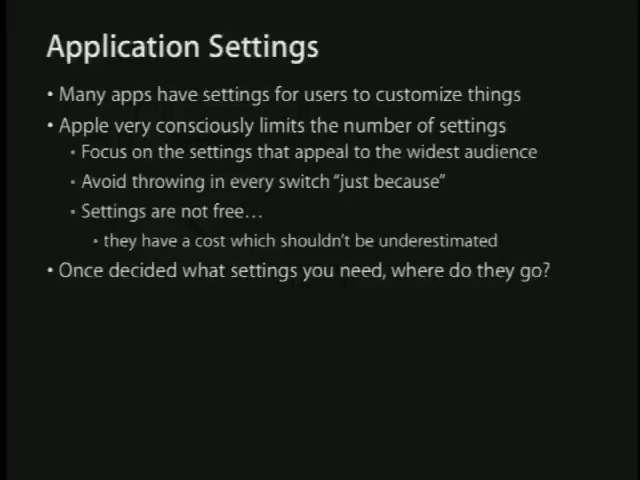 Application Settings
• Many apps have settings for users to customize things
• Apple very consciously limits the number of settings
• Focus on the settings that appeal to the widest audience
• Avoid throwing in every switch “just because”
• Settings are not free…
• they have a cost which shouldn’t be underestimated
• Once decided what settings you need, where do they go?